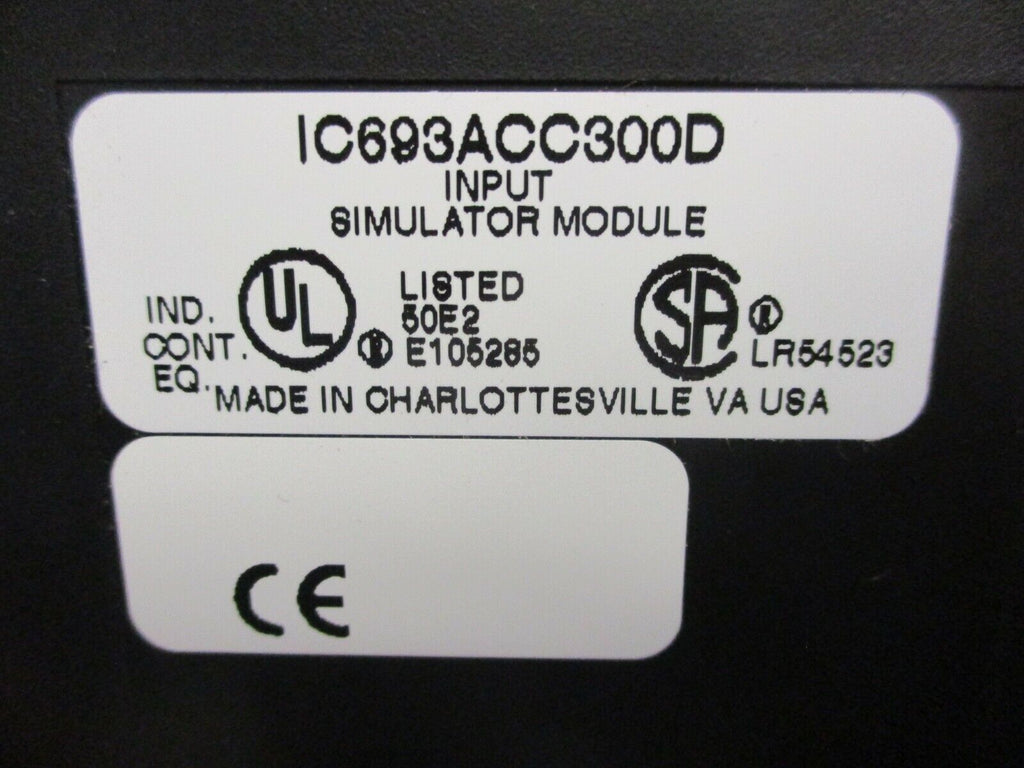 IC693ACC300D
INPUT
SIMULATOR MODULE
IND.
CONT.
EQ.
UL
®
LISTED
50E2
E105285
SA
®
LR54523
MADE IN CHARLOTTESVILLE VA USA
CE